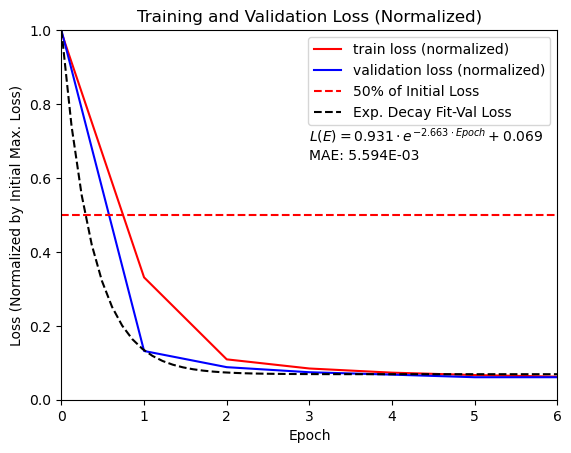 Training and Validation Loss (Normalized)
Loss (Normalized by Initial Max. Loss)
1.0
0.8
0.6
0.4
0.2
0.0
train loss (normalized)
validation loss (normalized)
50% of Initial Loss
Exp. Decay Fit-Val Loss
L(E) = 0.931 · e^{−2.663 · Epoch} + 0.069
MAE: 5.594E-03
0 1 2 3 4 5 6
Epoch